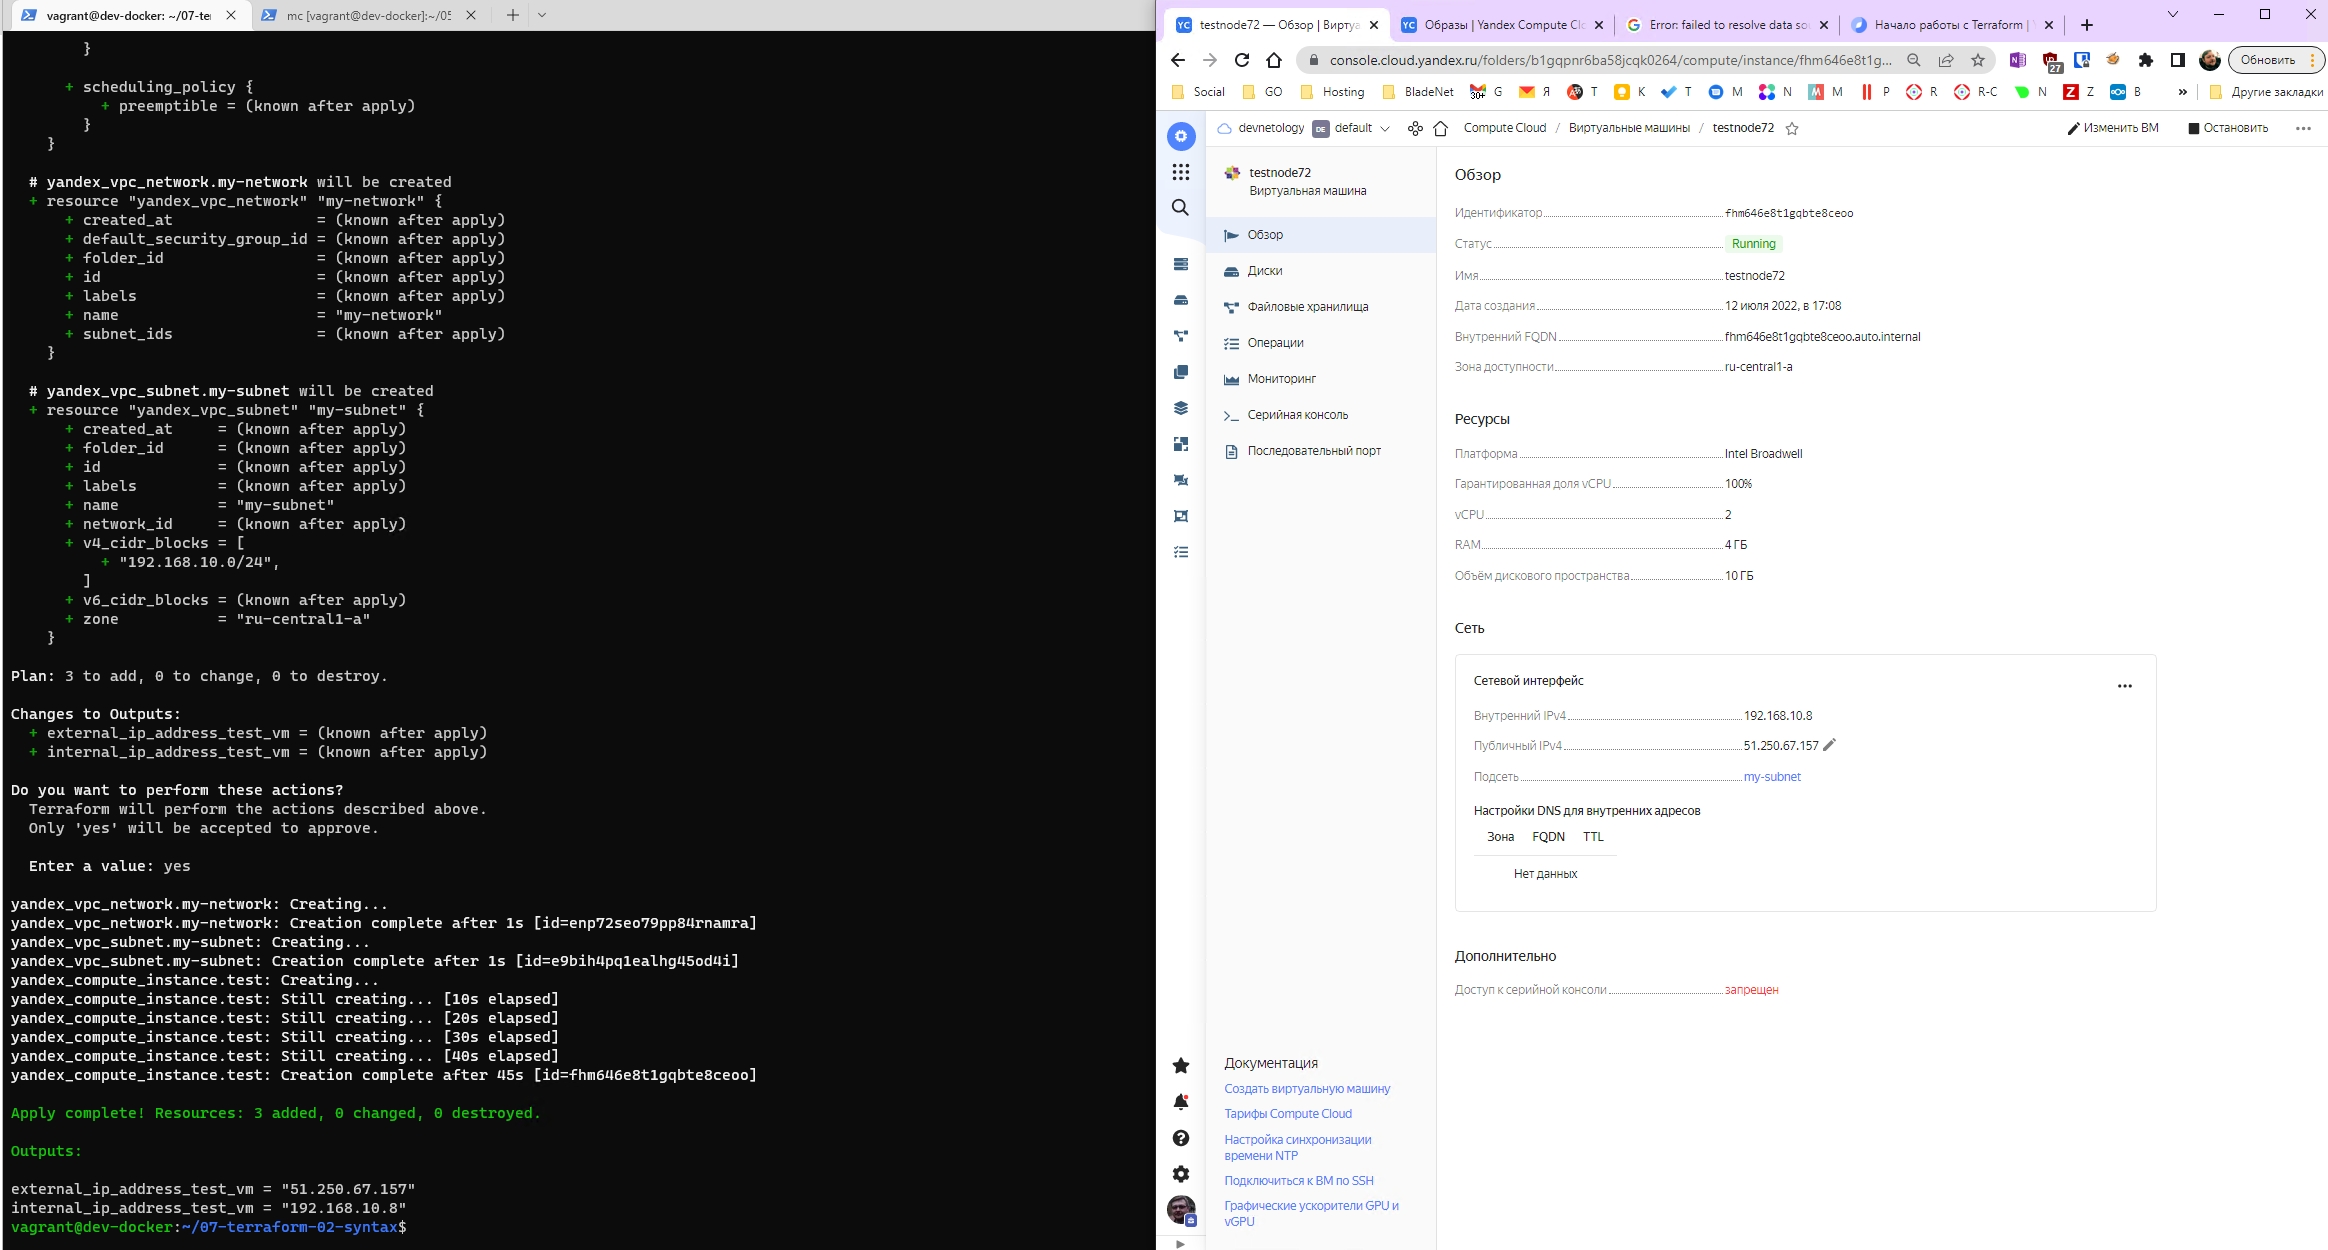 vagrant@dev-docker: ~/07-ter
mc [vagrant@dev-docker]:~/05
}
+ scheduling_policy {
+ preemptible = (known after apply)
}
}
# yandex_vpc_network.my-network will be created
+ resource "yandex_vpc_network" "my-network" {
+ created_at                = (known after apply)
+ default_security_group_id = (known after apply)
+ folder_id                 = (known after apply)
+ id                        = (known after apply)
+ labels                    = (known after apply)
+ name                      = "my-network"
+ subnet_ids                = (known after apply)
}
# yandex_vpc_subnet.my-subnet will be created
+ resource "yandex_vpc_subnet" "my-subnet" {
+ created_at     = (known after apply)
+ folder_id      = (known after apply)
+ id             = (known after apply)
+ labels         = (known after apply)
+ name           = "my-subnet"
+ network_id     = (known after apply)
+ v4_cidr_blocks = [
+ "192.168.10.0/24",
]
+ v6_cidr_blocks = (known after apply)
+ zone           = "ru-central1-a"
}
Plan: 3 to add, 0 to change, 0 to destroy.
Changes to Outputs:
+ external_ip_address_test_vm = (known after apply)
+ internal_ip_address_test_vm = (known after apply)
Do you want to perform these actions?
Terraform will perform the actions described above.
Only 'yes' will be accepted to approve.
Enter a value: yes
yandex_vpc_network.my-network: Creating...
yandex_vpc_network.my-network: Creation complete after 1s [id=enp72seo79pp84rnamra]
yandex_vpc_subnet.my-subnet: Creating...
yandex_vpc_subnet.my-subnet: Creation complete after 1s [id=e9bih4pq1ealhg45od4i]
yandex_compute_instance.test: Creating...
yandex_compute_instance.test: Still creating... [10s elapsed]
yandex_compute_instance.test: Still creating... [20s elapsed]
yandex_compute_instance.test: Still creating... [30s elapsed]
yandex_compute_instance.test: Still creating... [40s elapsed]
yandex_compute_instance.test: Creation complete after 45s [id=fhm646e8t1gqbte8ceoo]
Apply complete! Resources: 3 added, 0 changed, 0 destroyed.
Outputs:
external_ip_address_test_vm = "51.250.67.157"
internal_ip_address_test_vm = "192.168.10.8"
vagrant@dev-docker:~/07-terraform-02-syntax$
YC testnode72 — Обзор | Виртуа
YC Образы | Yandex Compute Clo
Error: failed to resolve data sou
Начало работы с Terraform |
console.cloud.yandex.ru/folders/b1gqpnr6ba58jcqk0264/compute/instance/fhm646e8t1g...
27
Обновить
Social GO Hosting BladeNet 30+ G Я T K T M N M P R R-C N Z Z B » Другие закладки
devnetology DE default Compute Cloud / Виртуальные машины / testnode72
Изменить ВМ Остановить
testnode72
Виртуальная машина
Обзор
Диски
Файловые хранилища
Операции
Мониторинг
Серийная консоль
Последовательный порт
Документация
Создать виртуальную машину
Тарифы Compute Cloud
Настройка синхронизации
времени NTP
Подключиться к ВМ по SSH
Графические ускорители GPU и
vGPU
Обзор
Идентификатор fhm646e8t1gqbte8ceoo
Статус Running
Имя testnode72
Дата создания 12 июля 2022, в 17:08
Внутренний FQDN fhm646e8t1gqbte8ceoo.auto.internal
Зона доступности ru-central1-a
Ресурсы
Платформа Intel Broadwell
Гарантированная доля vCPU 100%
vCPU 2
RAM 4 ГБ
Объём дискового пространства 10 ГБ
Сеть
Сетевой интерфейс
Внутренний IPv4 192.168.10.8
Публичный IPv4 51.250.67.157
Подсеть my-subnet
Настройки DNS для внутренних адресов
Зона FQDN TTL
Нет данных
Дополнительно
Доступ к серийной консоли запрещен